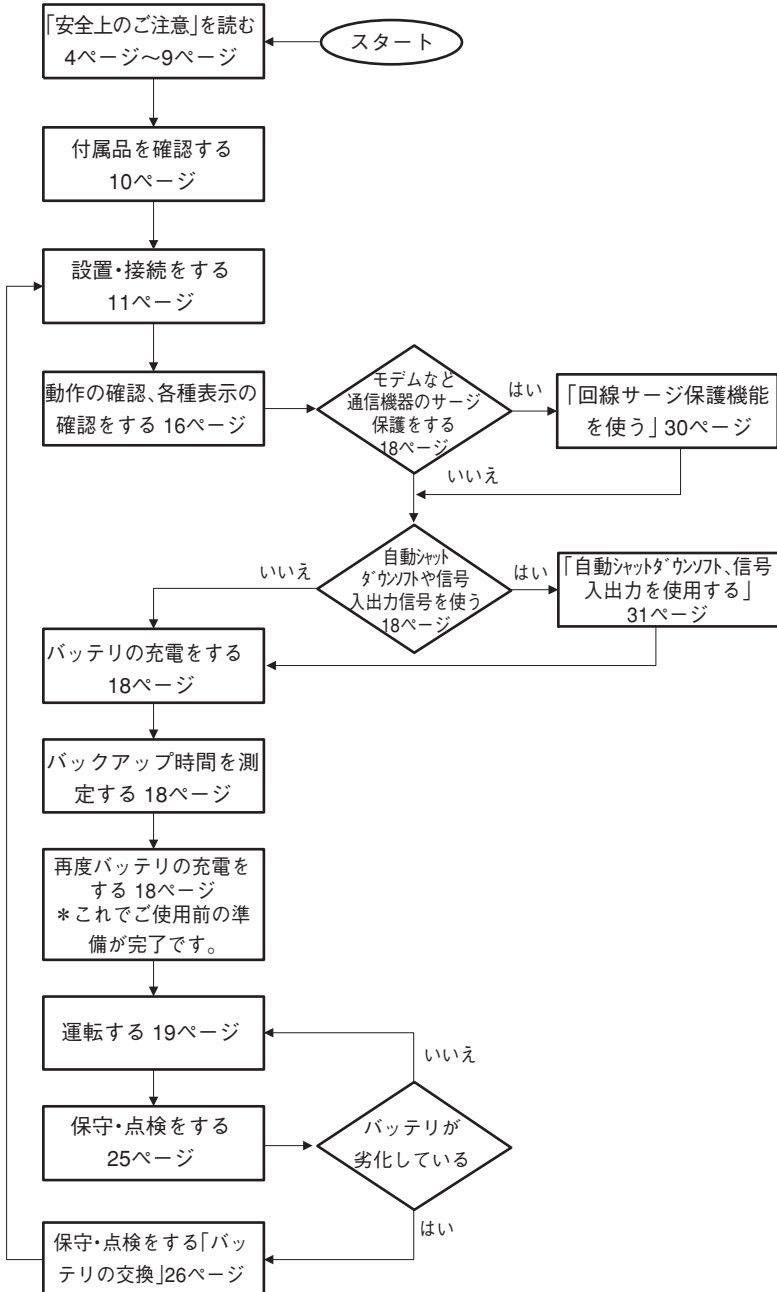 「安全上のご注意」を読む
4ページ〜9ページ
スタート
付属品を確認する
10ページ
設置・接続をする
11ページ
動作の確認、各種表示の
確認をする 16ページ
モデムなど
通信機器のサージ
保護をする
18ページ
はい
「回線サージ保護機能
を使う」30ページ
いいえ
自動シャット
ダウンソフトや信号
入出力信号を使う
18ページ
いいえ
はい
「自動シャットダウンソフト、信号
入出力を使用する」
31ページ
バッテリの充電をする
18ページ
バックアップ時間を測
定する 18ページ
再度バッテリの充電を
する 18ページ
＊これでご使用前の準
備が完了です。
運転する 19ページ
いいえ
保守・点検をする
25ページ
バッテリが
劣化している
はい
保守・点検をする「バッ
テリの交換」26ページ